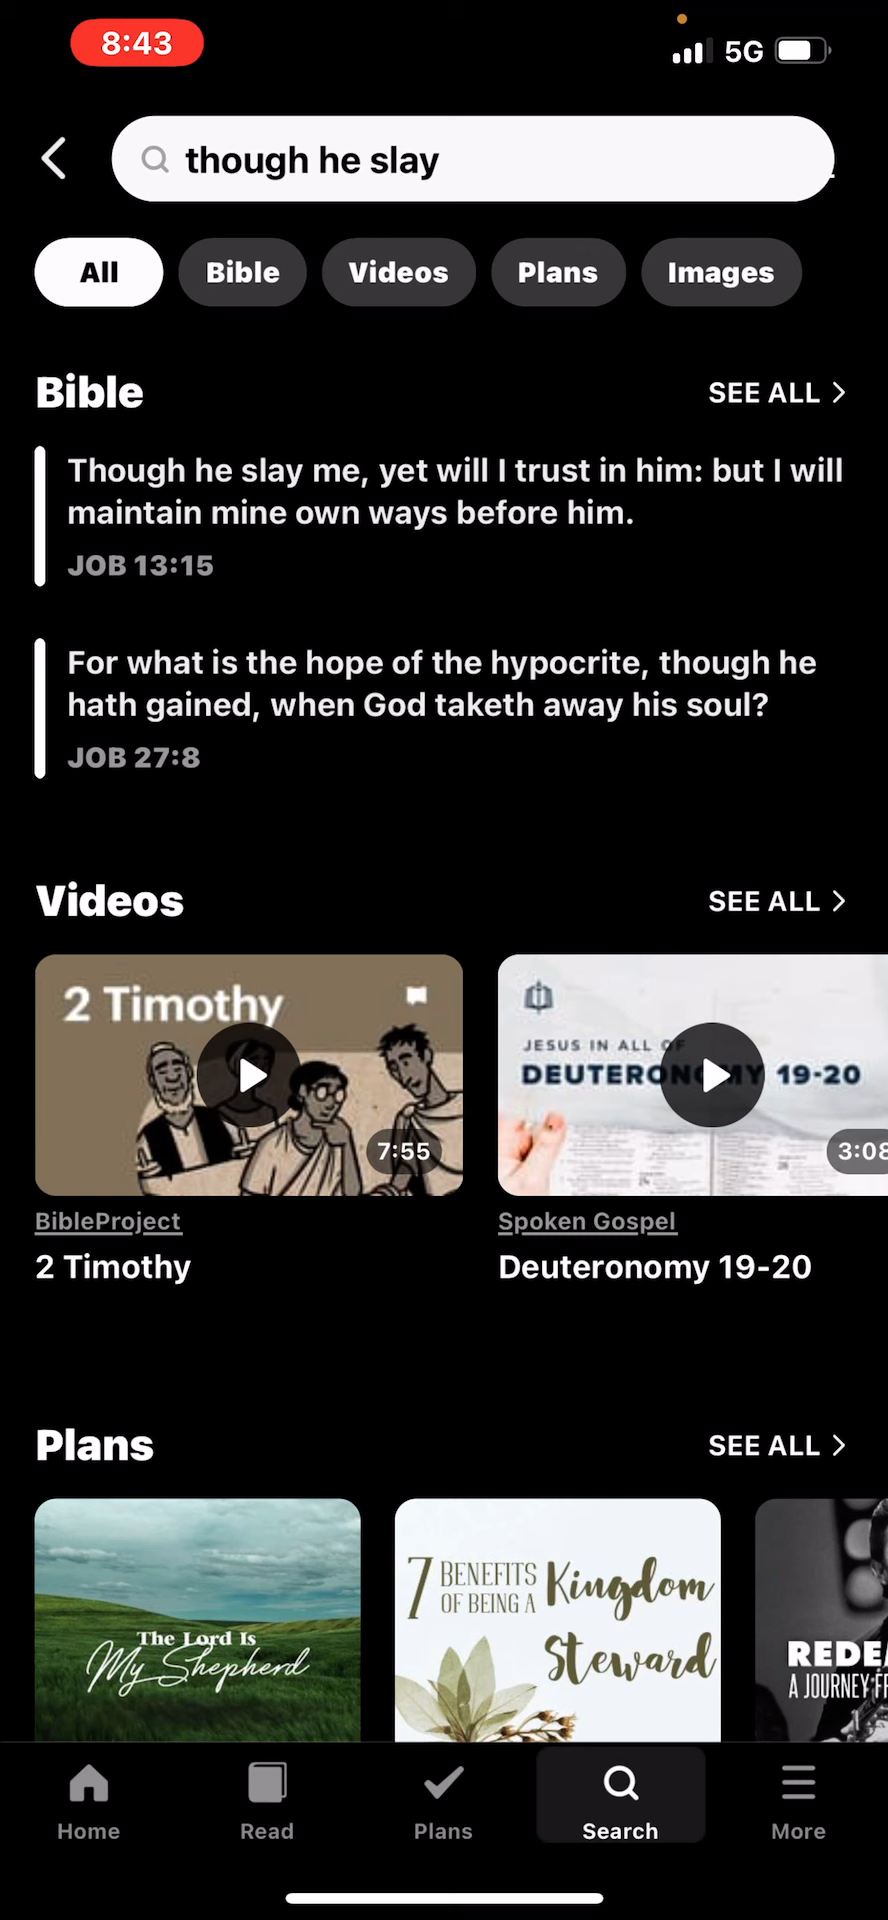 8:43
5G
though he slay
All
Bible
Videos
Plans
Images
Bible
SEE ALL
Though he slay me, yet will I trust in him: but I will
maintain mine own ways before him.
JOB 13:15
For what is the hope of the hypocrite, though he
hath gained, when God taketh away his soul?
JOB 27:8
Videos
SEE ALL
2 Timothy
7:55
JESUS IN ALL OF
DEUTERONOMY 19-20
3:08
BibleProject
2 Timothy
Spoken Gospel
Deuteronomy 19-20
Plans
SEE ALL
The Lord Is
My Shepherd
7 BENEFITS
OF BEING A
Kingdom
Steward
A JOURNEY
Home
Read
Plans
Search
More